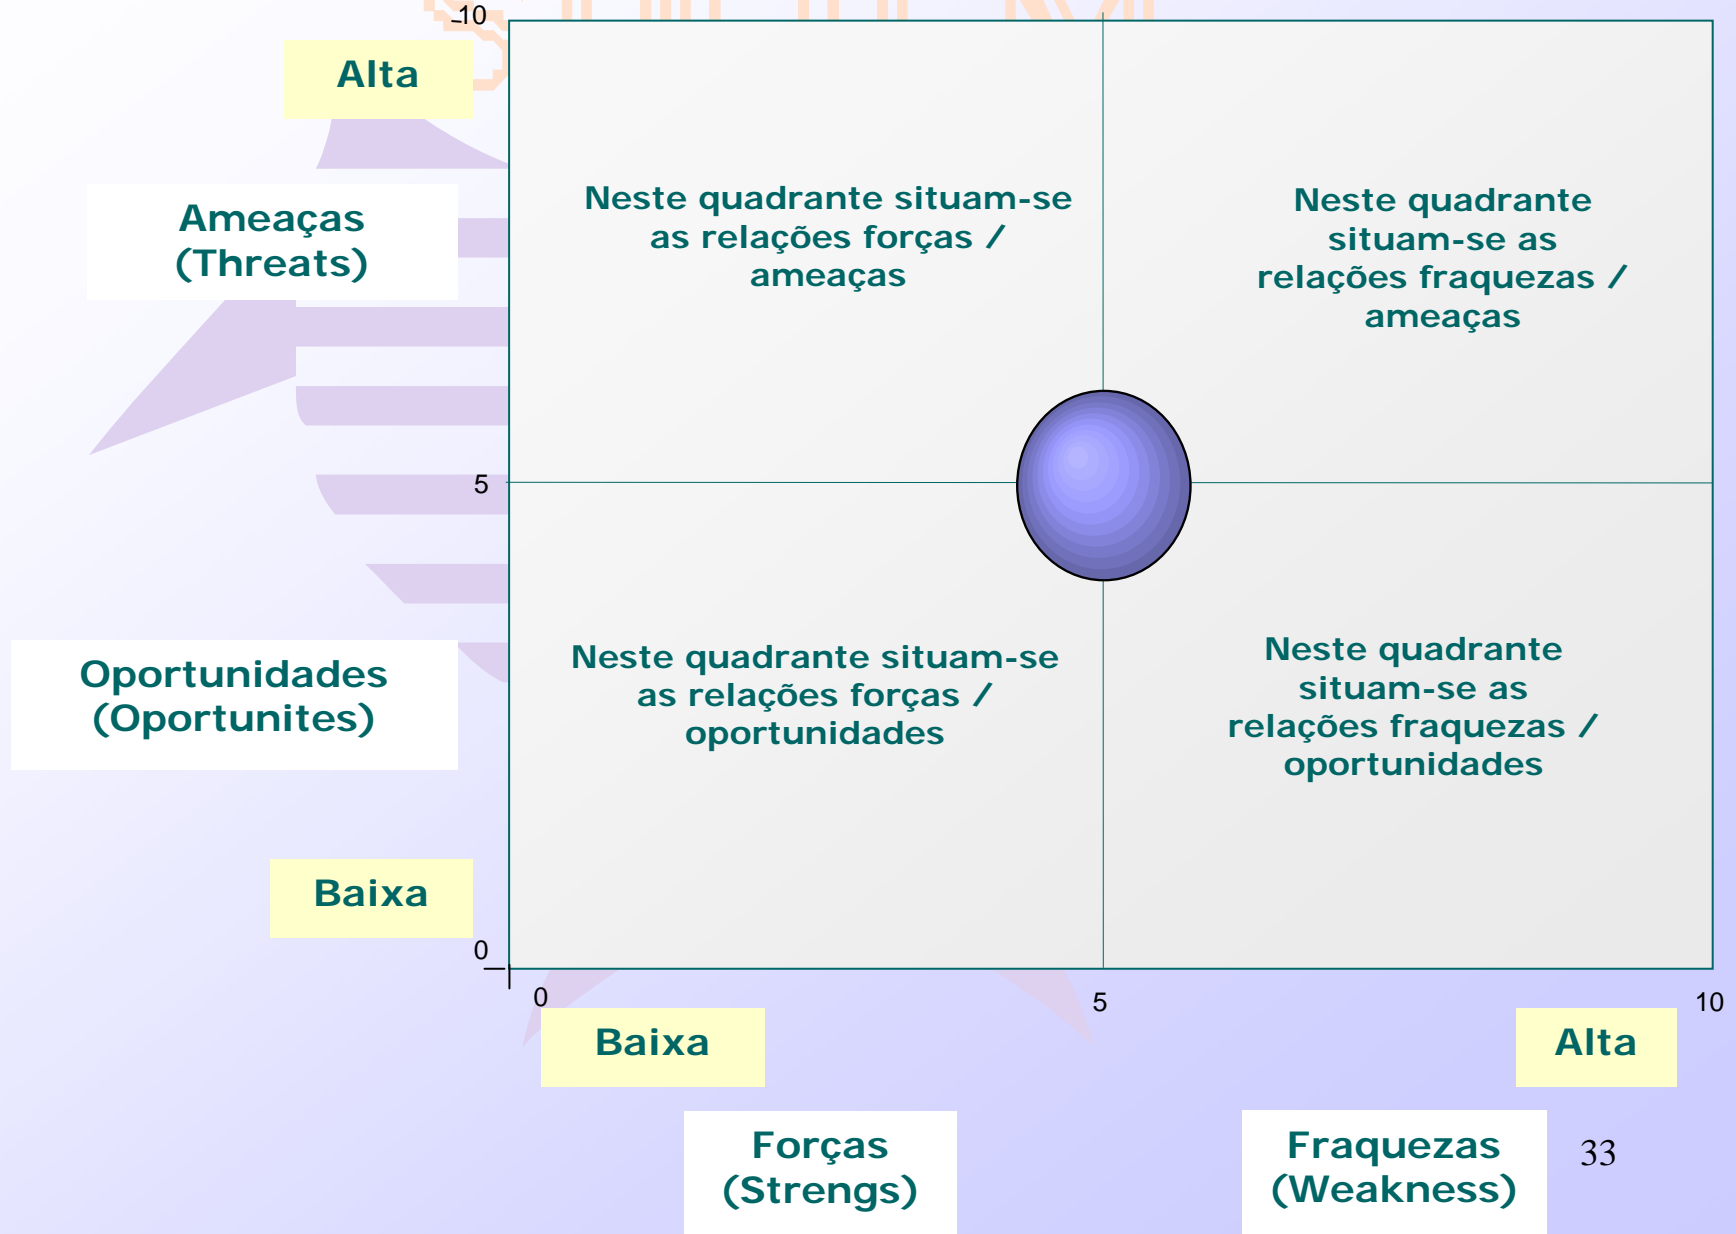 10
Alta
Ameaças
(Threats)
Neste quadrante situam-se
as relações forças /
ameaças
Neste quadrante
situam-se as
relações fraquezas /
ameaças
5
Oportunidades
(Oportunites)
Neste quadrante situam-se
as relações forças /
oportunidades
Neste quadrante
situam-se as
relações fraquezas /
oportunidades
Baixa
0
0
5
10
Baixa
Alta
Forças
(Strengs)
Fraquezas
(Weakness)
33